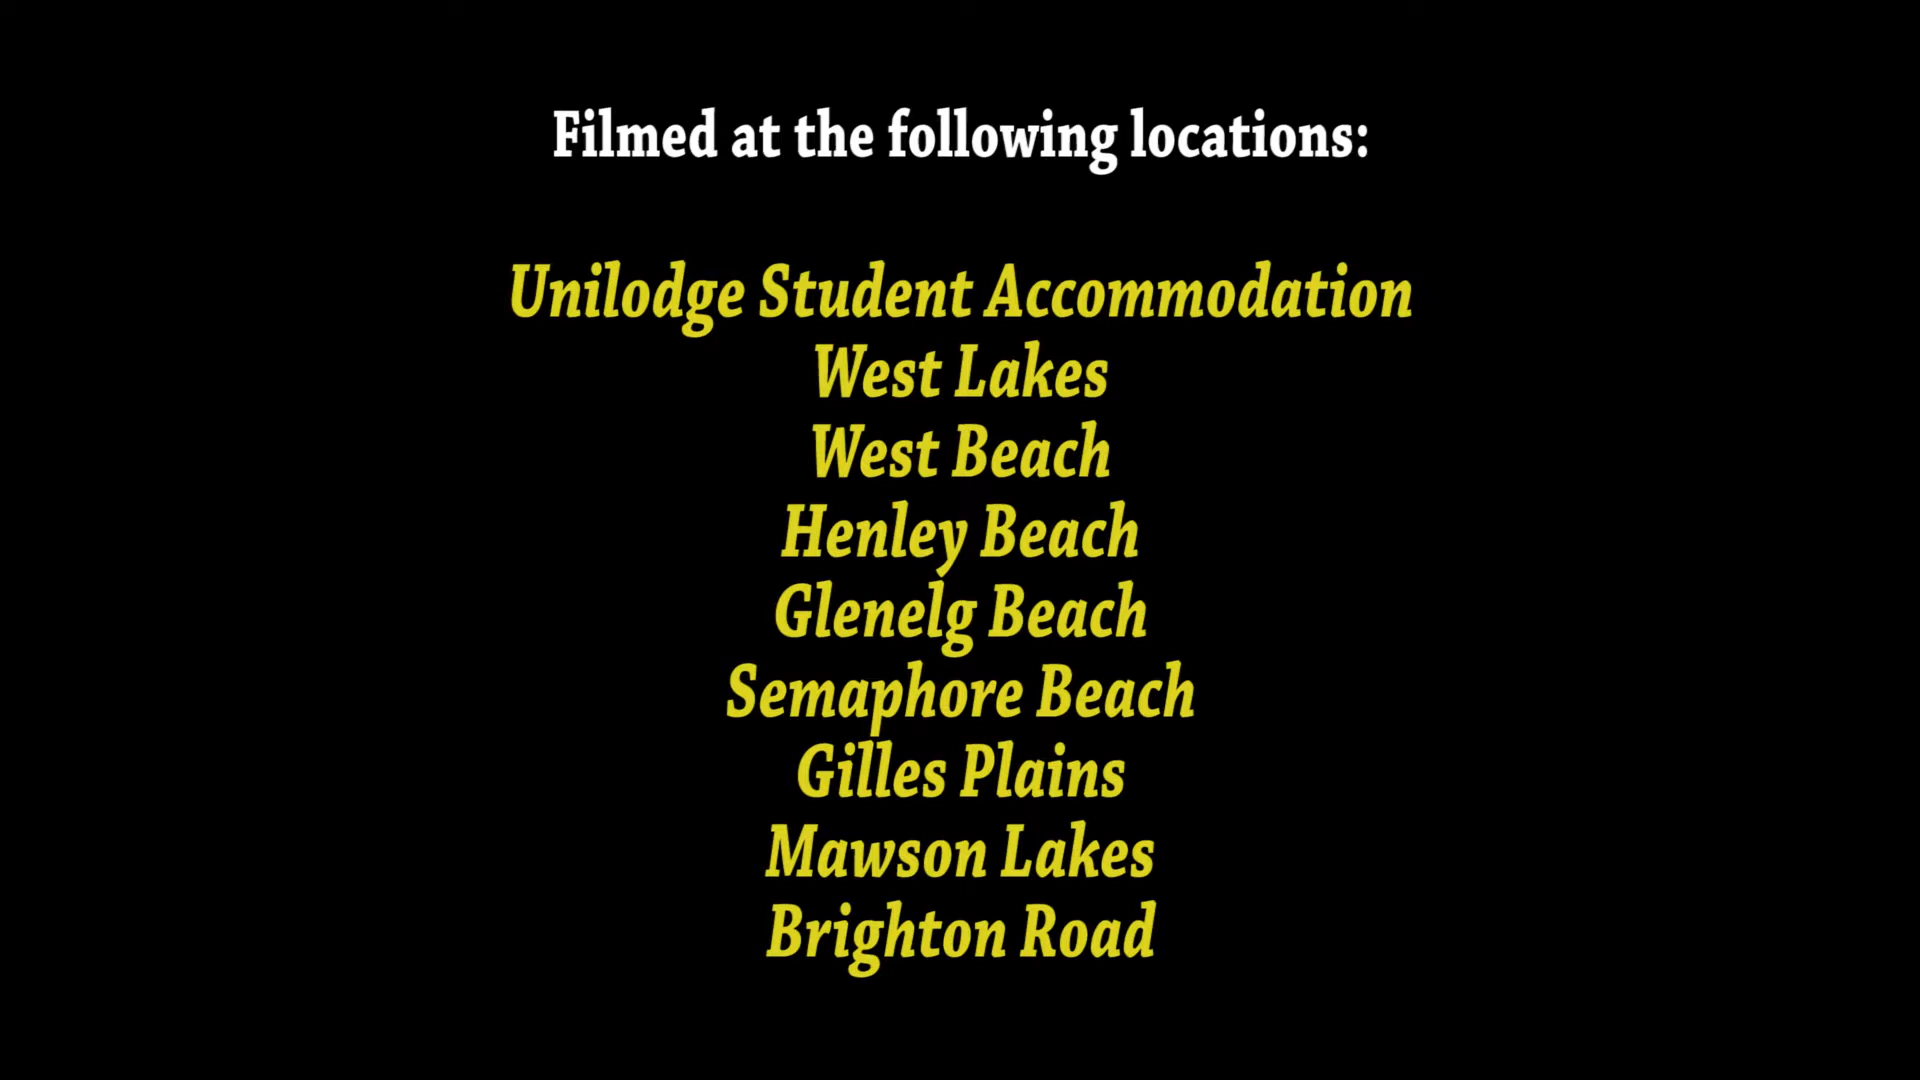 Filmed at the following locations:
Unilodge Student Accommodation
West Lakes
West Beach
Henley Beach
Glenelg Beach
Semaphore Beach
Gilles Plains
Mawson Lakes
Brighton Road